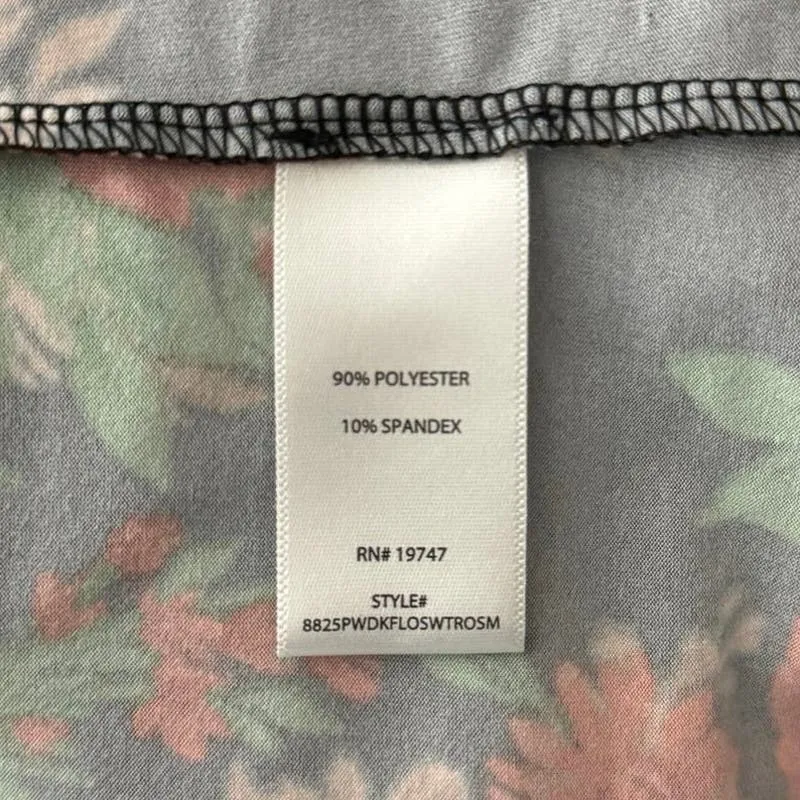 90% POLYESTER
10% SPANDEX
RN# 19747
STYLE#
8825PWDKFLOSWTROSM